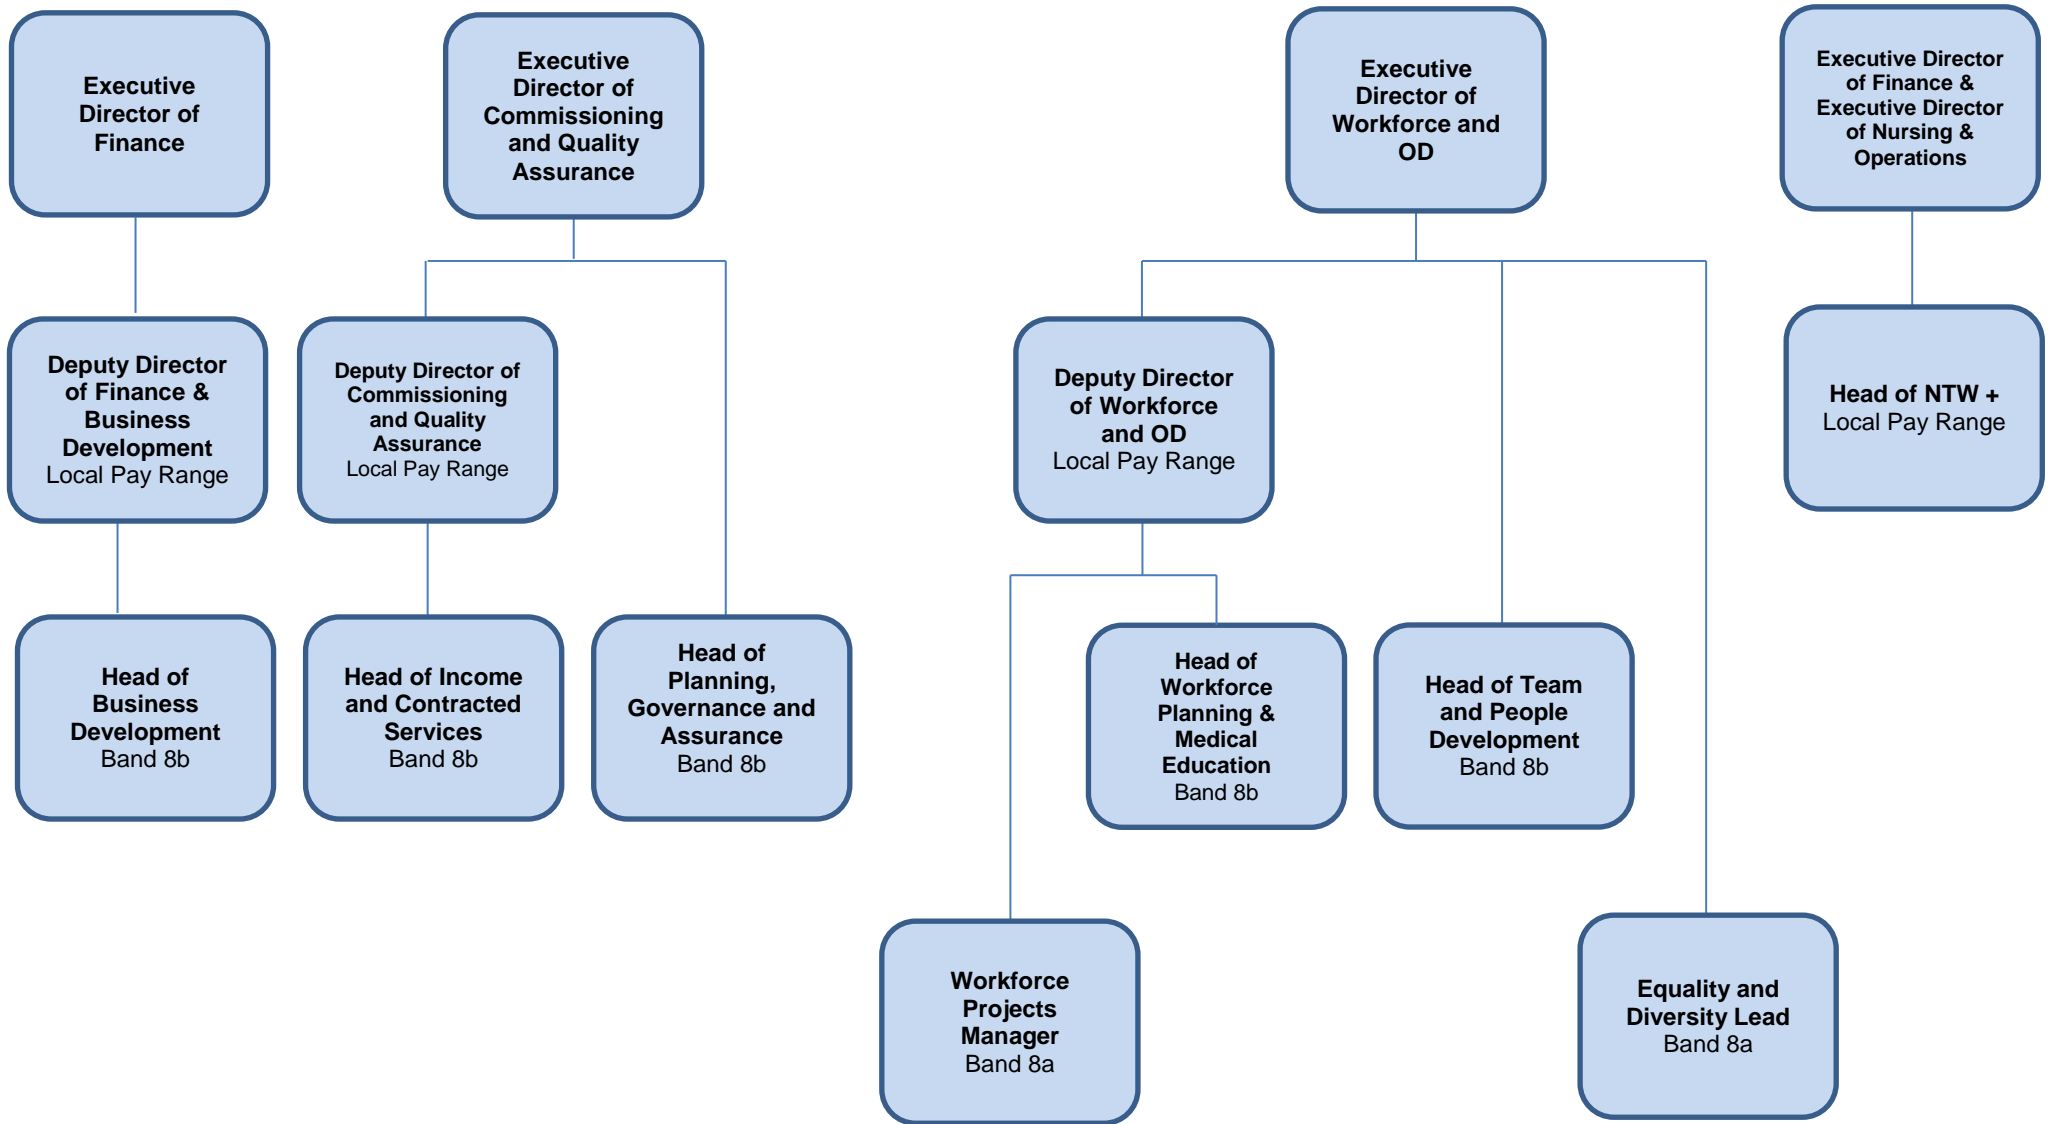 Executive
Director of
Finance
Executive
Director of
Commissioning
and Quality
Assurance
Executive
Director of
Workforce and
OD
Executive Director
of Finance &
Executive Director
of Nursing &
Operations
Deputy Director
of Finance &
Business
Development
Local Pay Range
Deputy Director of
Commissioning
and Quality
Assurance
Local Pay Range
Deputy Director
of Workforce
and OD
Local Pay Range
Head of NTW +
Local Pay Range
Head of
Business
Development
Band 8b
Head of Income
and Contracted
Services
Band 8b
Head of
Planning,
Governance and
Assurance
Band 8b
Head of
Workforce
Planning &
Medical
Education
Band 8b
Head of Team
and People
Development
Band 8b
Workforce
Projects
Manager
Band 8a
Equality and
Diversity Lead
Band 8a